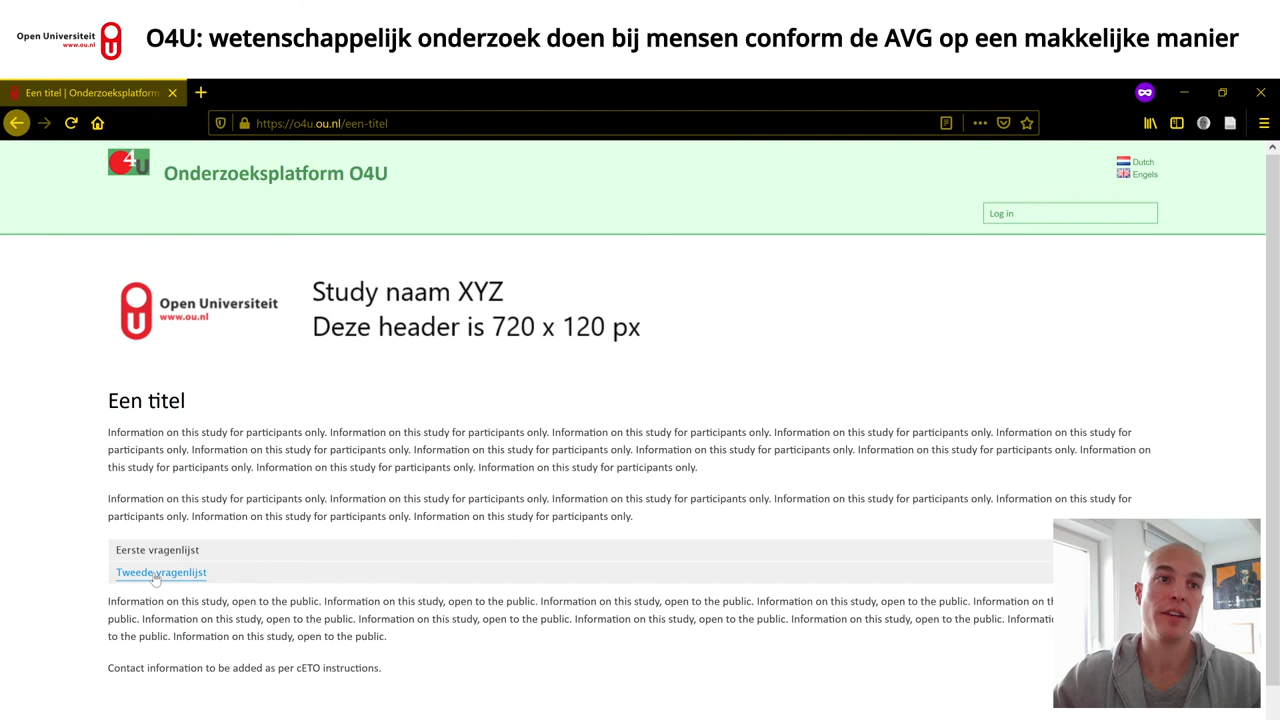 Open Universiteit
www.ou.nl
O4U: wetenschappelijk onderzoek doen bij mensen conform de AVG op een makkelijke manier
Een titel | Onderzoeksplatform
https://o4u.ou.nl/een-titel
4U
Onderzoeksplatform O4U
Dutch
Engels
Log in
Open Universiteit
www.ou.nl
Study naam XYZ
Deze header is 720 x 120 px
Een titel
Information on this study for participants only. Information on this study for participants only. Information on this study for participants only. Information on this study for participants only. Information on this study for
participants only. Information on this study for participants only. Information on this study for participants only. Information on this study for participants only. Information on this study for participants only. Information on
this study for participants only. Information on this study for participants only. Information on this study for participants only.
Information on this study for participants only. Information on this study for participants only. Information on this study for participants only. Information on this study for participants only. Information on this study for
participants only. Information on this study for participants only. Information on this study for participants only.
Eerste vragenlijst
Tweede vragenlijst
Information on this study, open to the public. Information on this study, open to the public. Information on this study, open to the public. Information on this study, open to the public. Information on
public. Information on this study, open to the public. Information on this study, open to the public. Information on this study, open to the public. Information on this study, open to the public.
to the public. Information on this study, open to the public.
Contact information to be added as per cETO instructions.